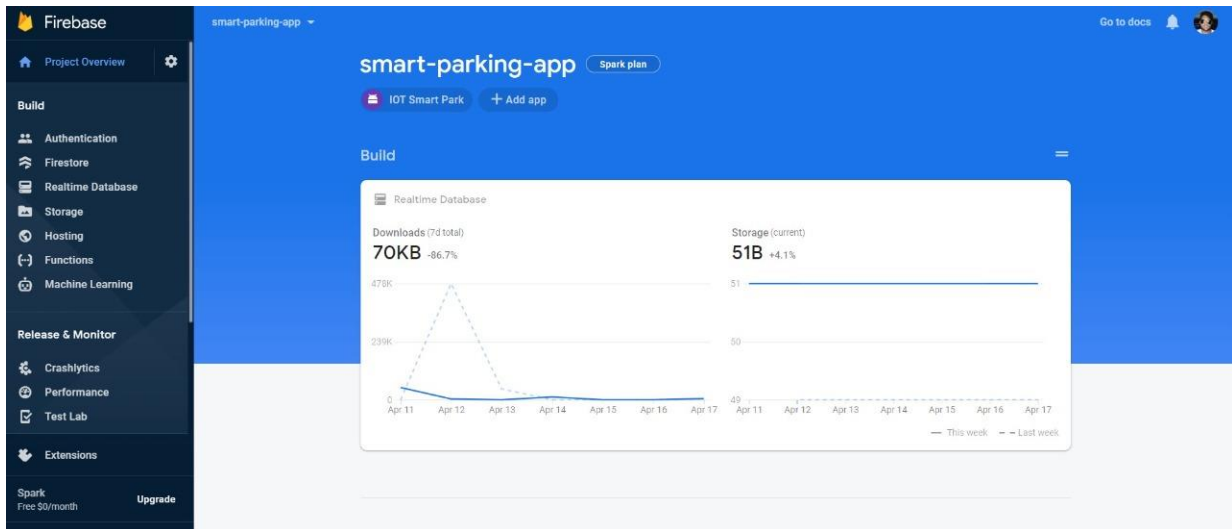 Firebase
smart-parking-app
Go to docs
Project Overview
Build
Authentication
Firestore
Realtime Database
Storage
Hosting
Functions
Machine Learning
Release & Monitor
Crashlytics
Performance
Test Lab
Extensions
Spark
Free $0/month
Upgrade
smart-parking-app Spark plan
IOT Smart Park + Add app
Build
Realtime Database
Downloads (7d total)
70KB -86.7%
478K
239K
0
Apr 11 Apr 12 Apr 13 Apr 14 Apr 15 Apr 16 Apr 17
Storage (current)
51B +4.1%
51
50
49
Apr 11 Apr 12 Apr 13 Apr 14 Apr 15 Apr 16 Apr 17
This week Last week